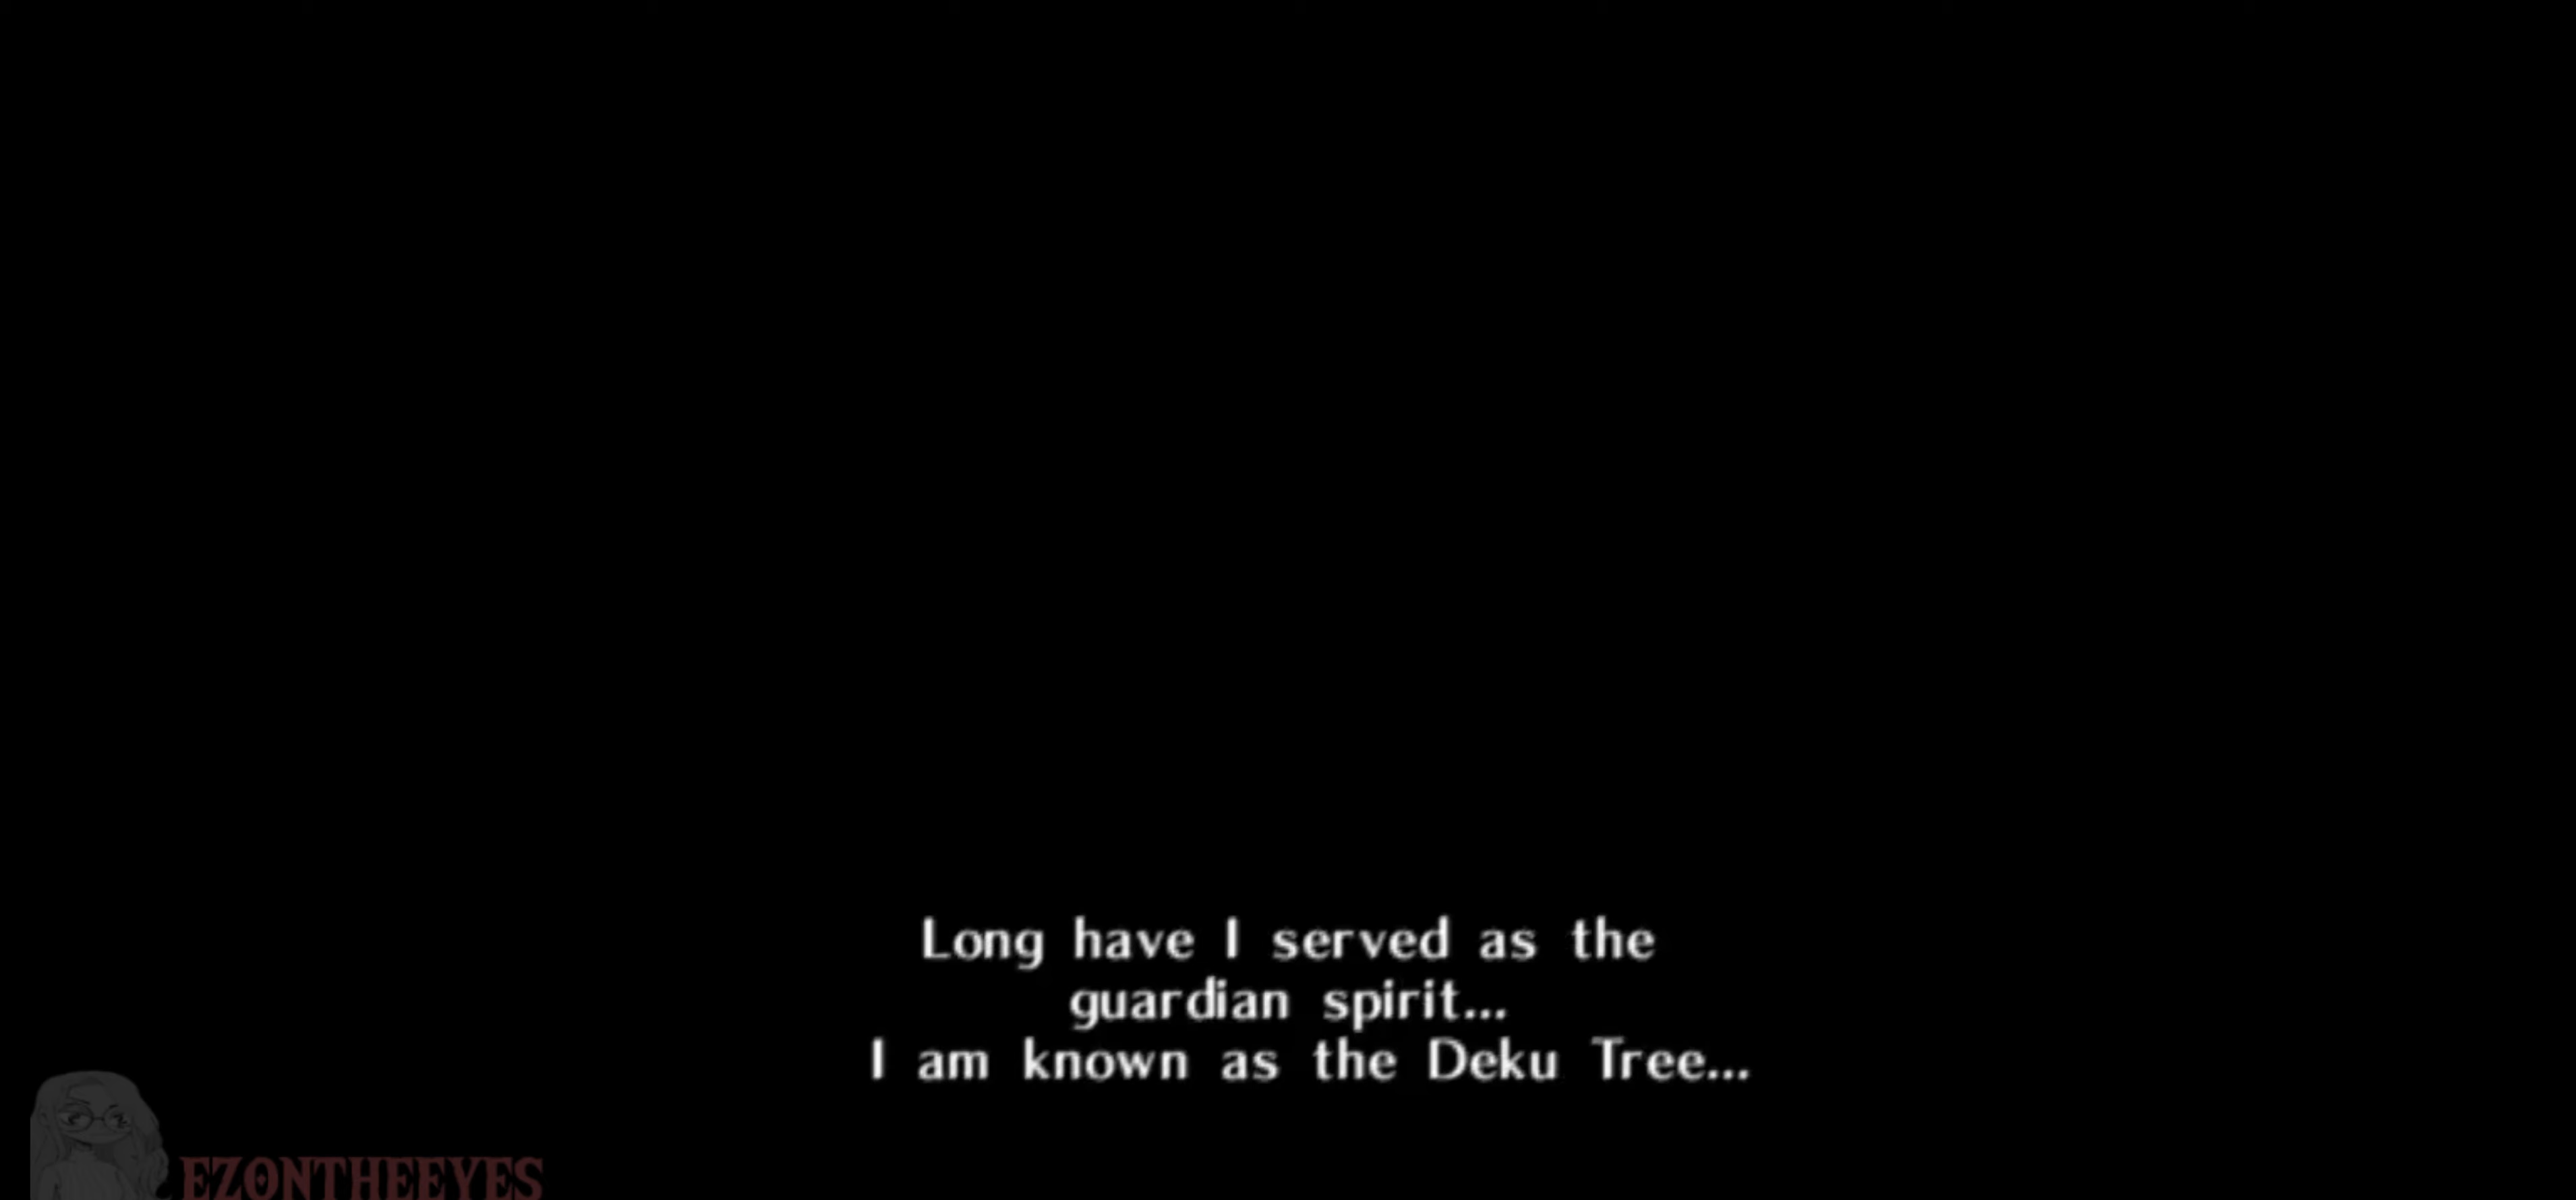 Long have I served as the
guardian spirit...
I am known as the Deku Tree...
EZONTHEEYES